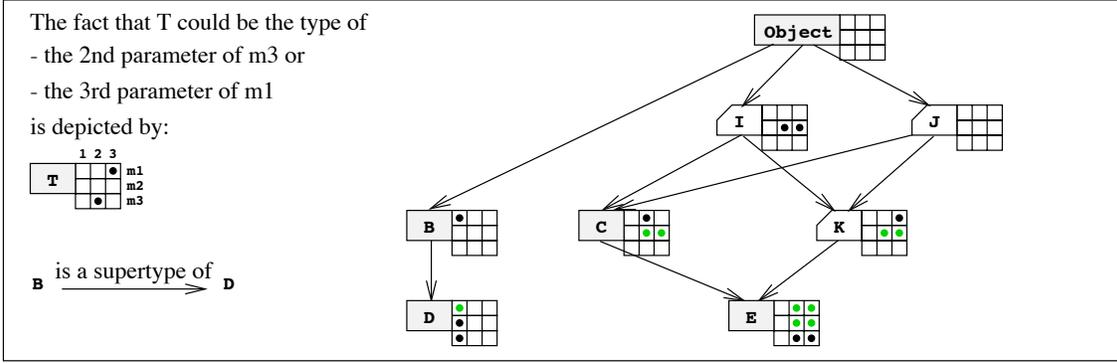 The fact that T could be the type of
- the 2nd parameter of m3 or
- the 3rd parameter of m1
is depicted by:
1 2 3
T m1
m2
m3
B is a supertype of D
Object
I J
B C K
D E